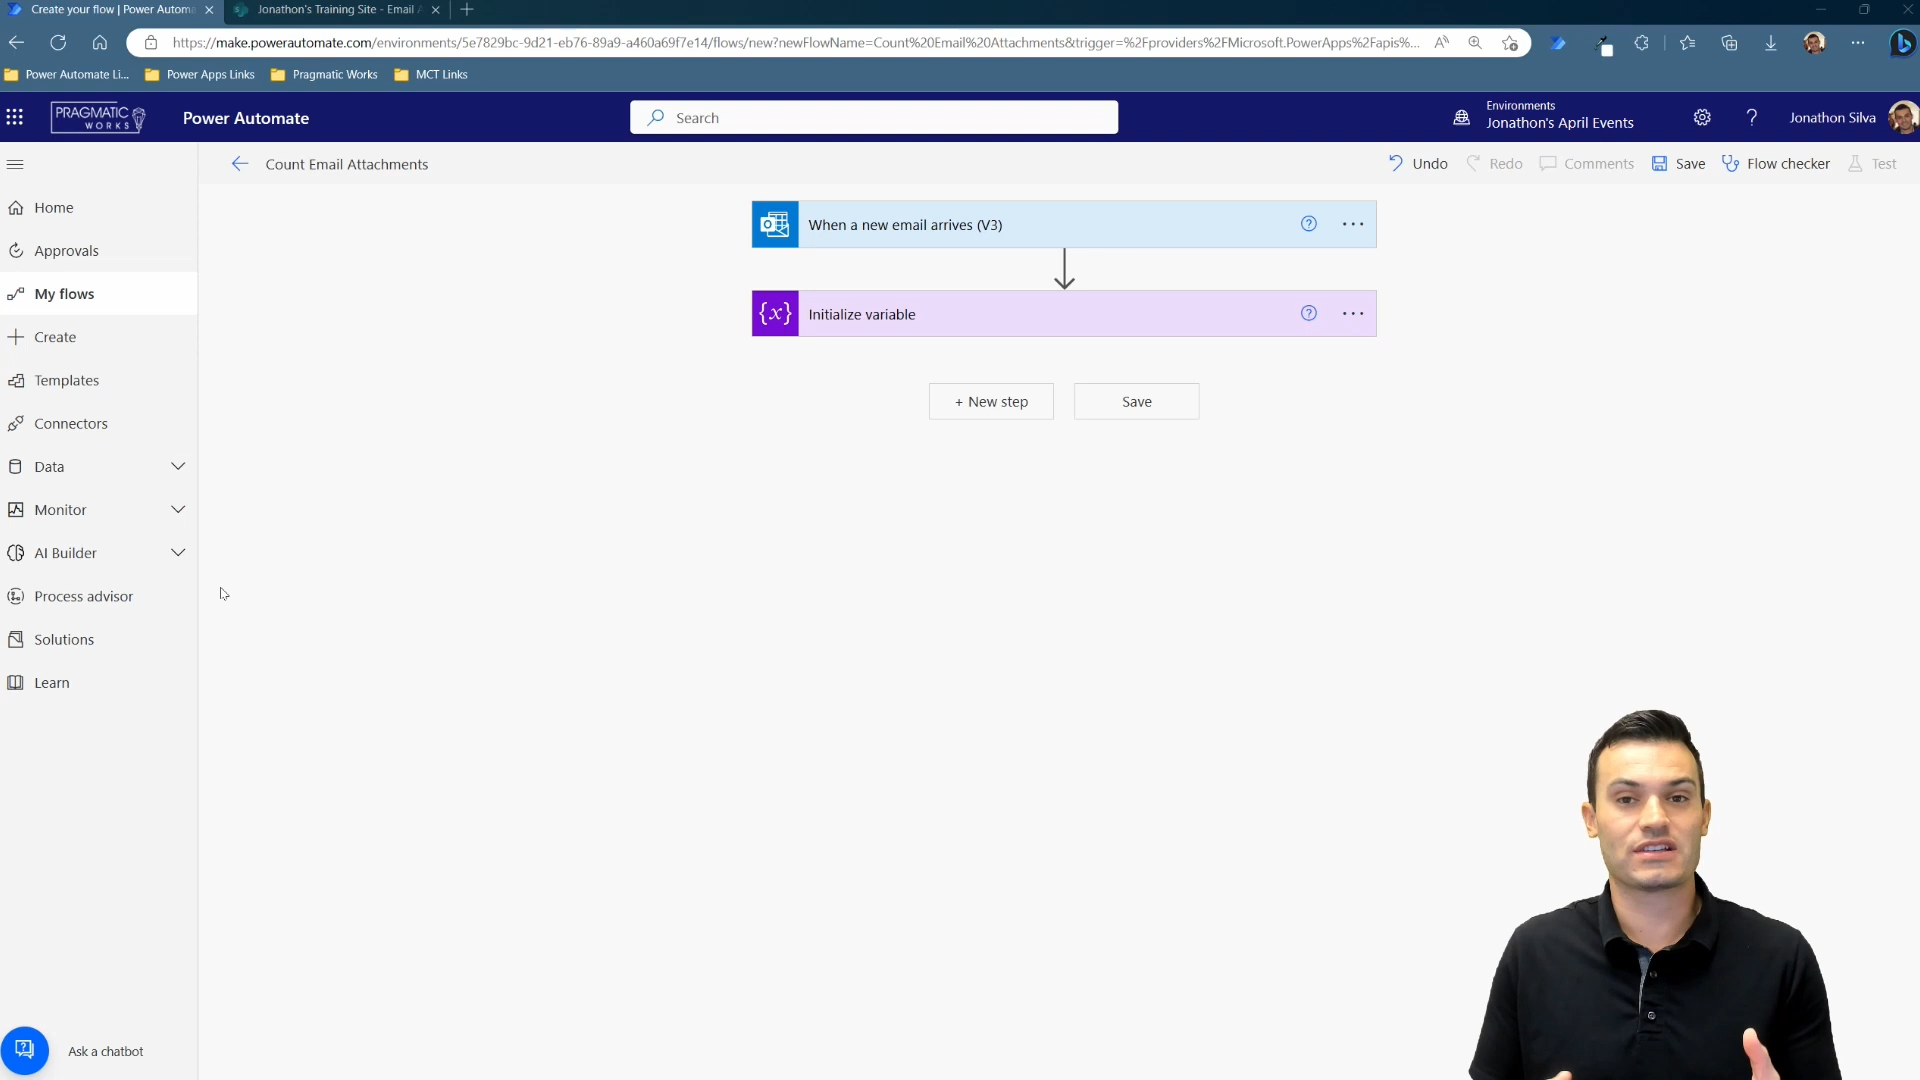 Create your flow | Power Automa
Jonathon's Training Site - Email A
https://make.powerautomate.com/environments/5e7829bc-9d21-eb76-89a9-a460a69f7e14/flows/new?newFlowName=Count%20Email%20Attachments&trigger=%2Fproviders%2FMicrosoft.PowerApps%2Fapis%...
Power Automate Li...
Power Apps Links
Pragmatic Works
MCT Links
PRAGMATIC
WORKS
Power Automate
Search
Environments
Jonathon's April Events
Jonathon Silva
Count Email Attachments
Undo
Redo
Comments
Save
Flow checker
Test
Home
Approvals
My flows
Create
Templates
Connectors
Data
Monitor
AI Builder
Process advisor
Solutions
Learn
When a new email arrives (V3)
{x} Initialize variable
+ New step
Save
Ask a chatbot